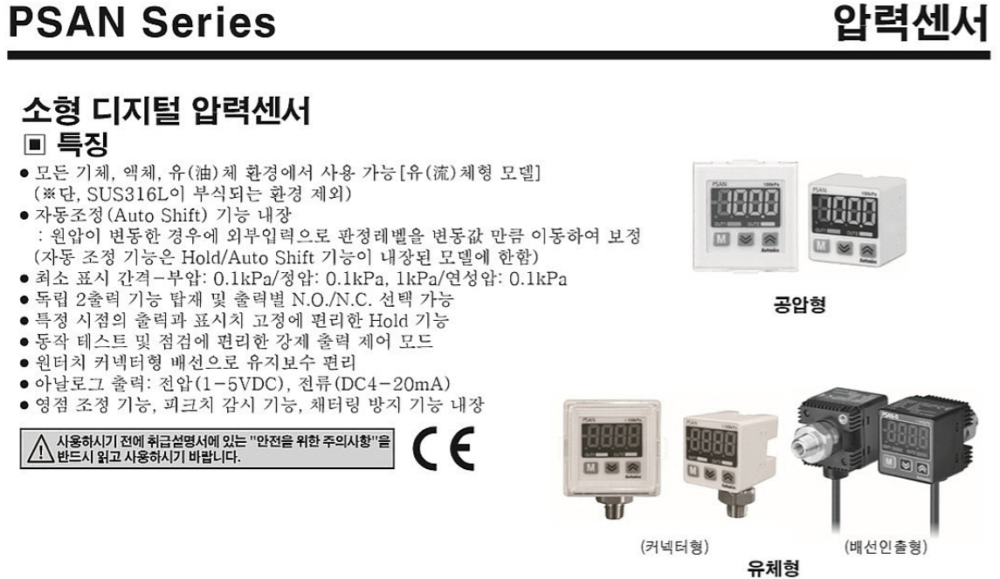 PSAN Series
압력센서
소형 디지털 압력센서
▣ 특징
● 모든 기체, 액체, 유(油)체 환경에서 사용 가능[유(流)체형 모델]
(※단, SUS316L이 부식되는 환경 제외)
● 자동조정(Auto Shift) 기능 내장
: 원압이 변동한 경우에 외부입력으로 판정레벨을 변동값 만큼 이동하여 보정
(자동 조정 기능은 Hold/Auto Shift 기능이 내장된 모델에 한함)
● 최소 표시 간격-부압: 0.1kPa/정압: 0.1kPa, 1kPa/연성압: 0.1kPa
● 독립 2출력 기능 탑재 및 출력별 N.O./N.C. 선택 가능
● 특정 시점의 출력과 표시치 고정에 편리한 Hold 기능
● 동작 테스트 및 점검에 편리한 강제 출력 제어 모드
● 원터치 커넥터형 배선으로 유지보수 편리
● 아날로그 출력: 전압(1-5VDC), 전류(DC4-20mA)
● 영점 조정 기능, 피크치 감시 기능, 채터링 방지 기능 내장
사용하시기 전에 취급설명서에 있는 "안전을 위한 주의사항"을
반드시 읽고 사용하시기 바랍니다.
CE
PSAN 100kPa
OUT1 OUT2
M
Autonics
PSAN 100kPa
OUT1 OUT2
M
Autonics
공압형
PSAN
OUT1 OUT2
M
Autonics
PSAN
M
Autonics
M
(커넥터형)
(배선인출형)
유체형